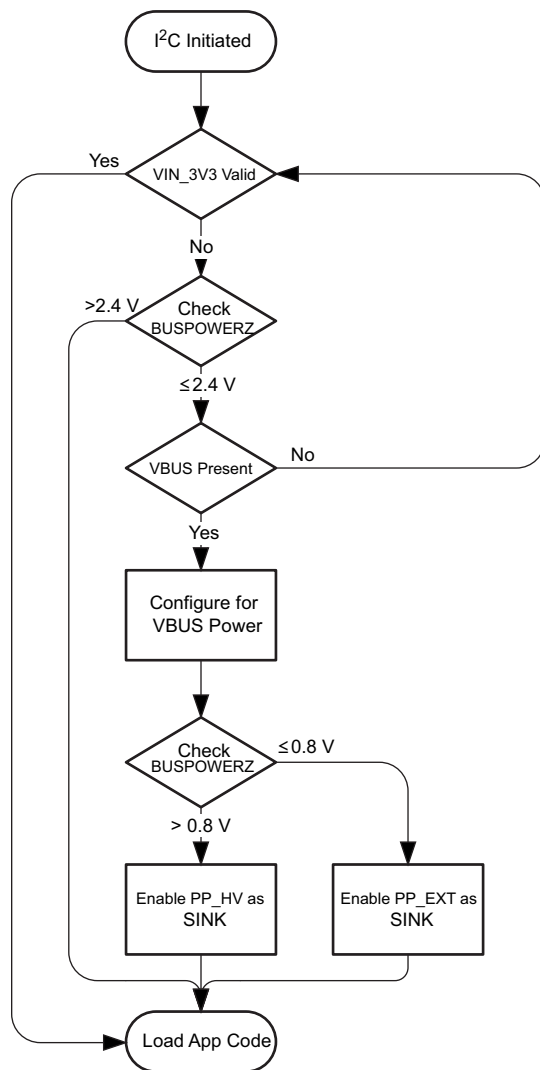 I²C Initiated
Yes
VIN_3V3 Valid
No
>2.4 V
Check
BUSPOWERZ
≤2.4 V
VBUS Present
No
Yes
Configure for
VBUS Power
Check
BUSPOWERZ
≤0.8 V
> 0.8 V
Enable PP_HV as
SINK
Enable PP_EXT as
SINK
Load App Code